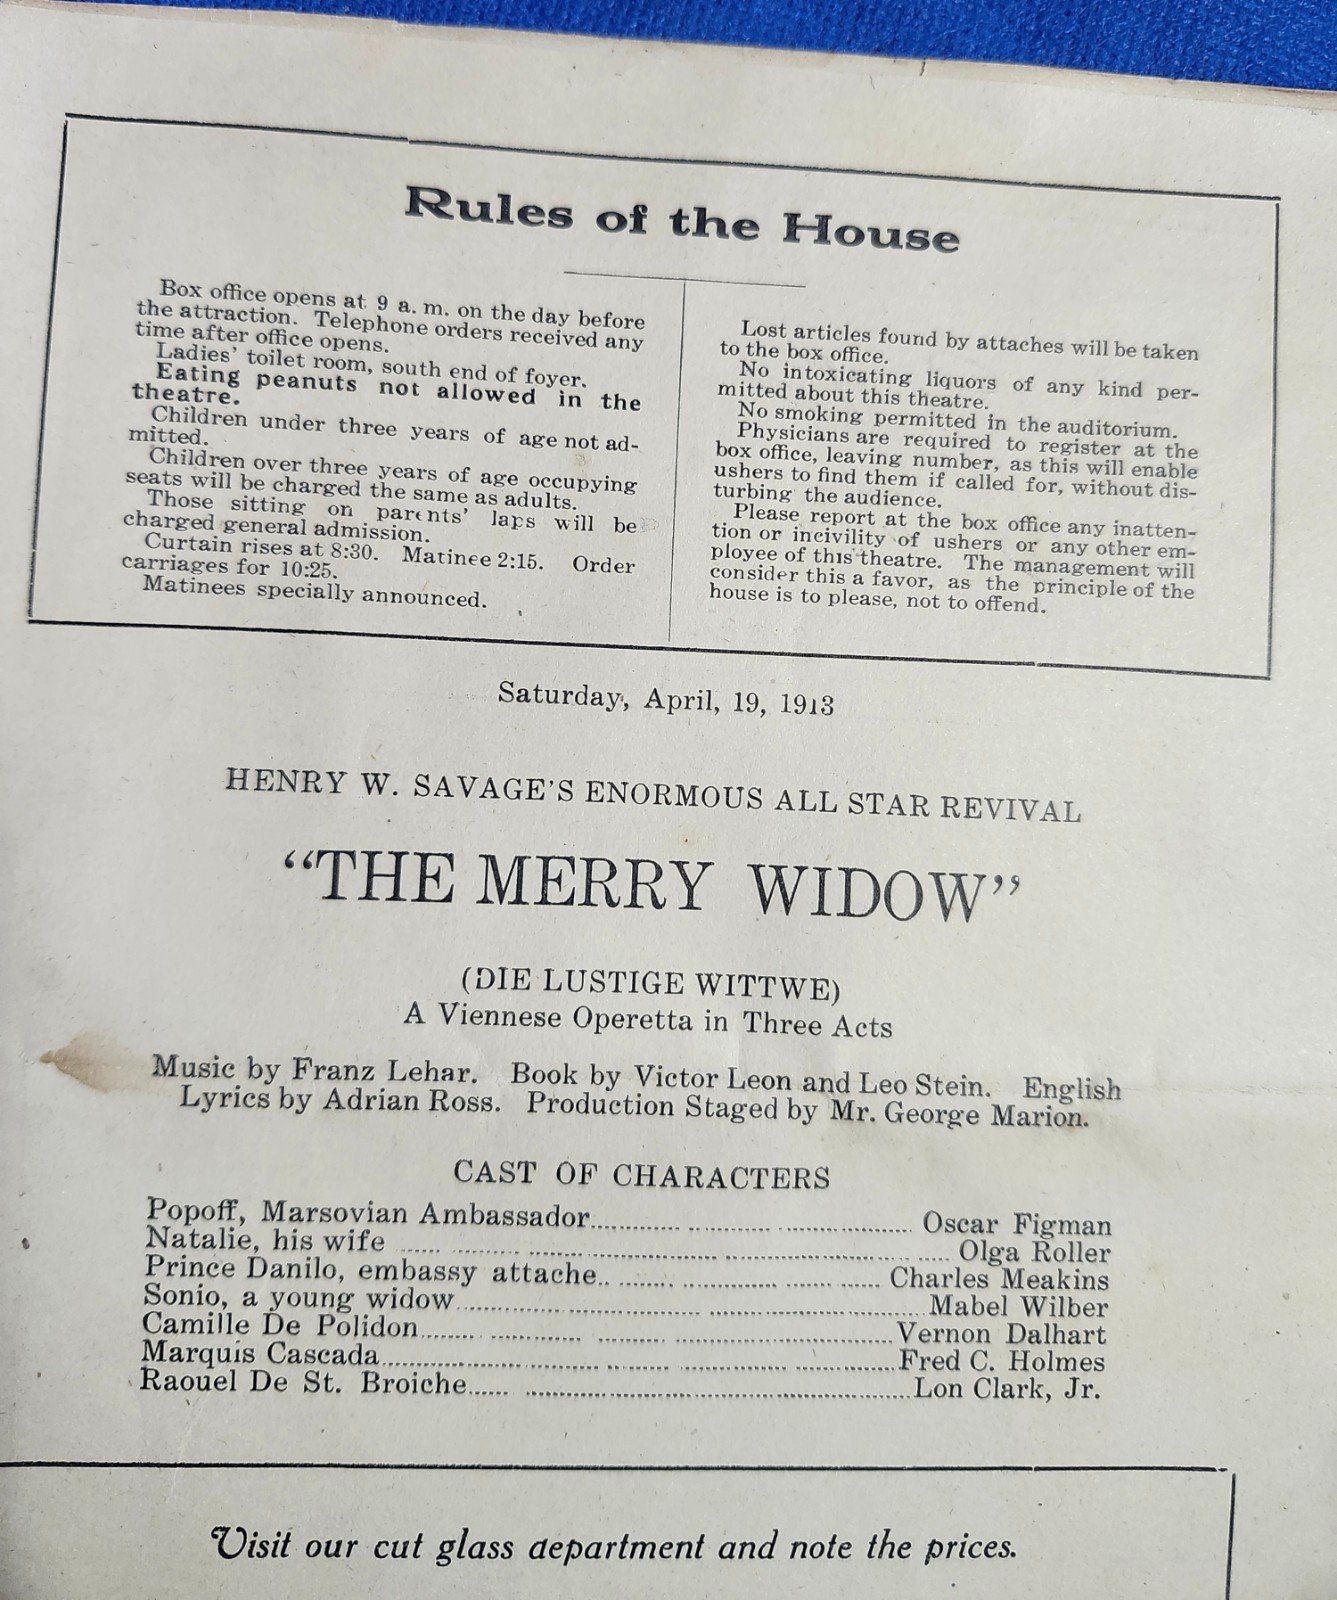 Rules of the House
Box office opens at 9 a. m. on the day before
the attraction. Telephone orders received any
time after office opens.
Ladies' toilet room, south end of foyer.
Eating peanuts not allowed in the
theatre.
Children under three years of age not ad-
mitted.
Children over three years of age occupying
seats will be charged the same as adults.
Those sitting on parents' laps will be
charged general admission.
Curtain rises at 8:30. Matinee 2:15. Order
carriages for 10:25.
Matinees specially announced.
Lost articles found by attaches will be taken
to the box office.
No intoxicating liquors of any kind per-
mitted about this theatre.
No smoking permitted in the auditorium.
Physicians are required to register at the
box office, leaving number, as this will enable
ushers to find them if called for, without dis-
turbing the audience.
Please report at the box office any inatten-
tion or incivility of ushers or any other em-
ployee of this theatre. The management will
consider this a favor, as the principle of the
house is to please, not to offend.
Saturday, April, 19, 1913
HENRY W. SAVAGE'S ENORMOUS ALL STAR REVIVAL
“THE MERRY WIDOW”
(DIE LUSTIGE WITTWE)
A Viennese Operetta in Three Acts
Music by Franz Lehar. Book by Victor Leon and Leo Stein. English
Lyrics by Adrian Ross. Production Staged by Mr. George Marion.
CAST OF CHARACTERS
Popoff, Marsovian Ambassador........................ Oscar Figman
Natalie, his wife ........................ Olga Roller
Prince Danilo, embassy attache........................ Charles Meakins
Sonio, a young widow........................Mabel Wilber
Camille De Polidon........................Vernon Dalhart
Marquis Cascada........................Fred C. Holmes
Raouel De St. Broiche........................Lon Clark, Jr.
Visit our cut glass department and note the prices.